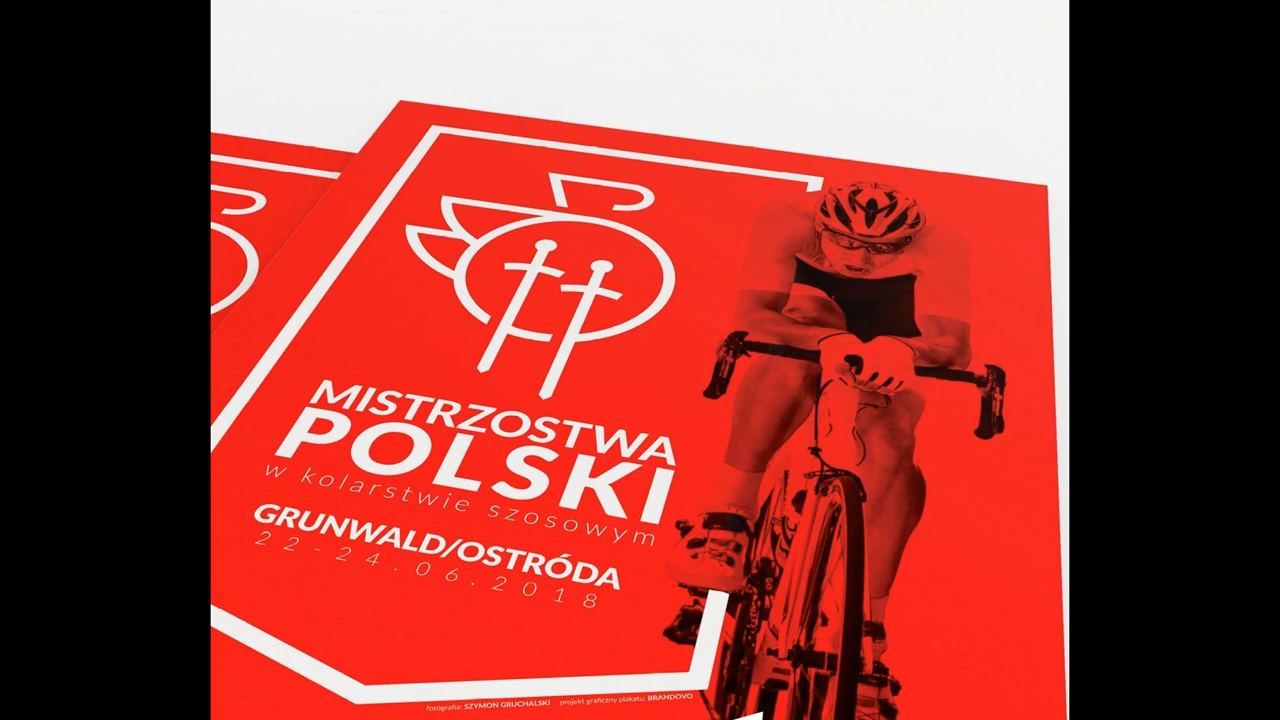 MISTRZOSTWA
POLSKI
w kolarstwie szosowym
GRUNWALD/OSTRÓDA
22-24.06.2018
fotografia: SZYMON GRUCHALSKI projekt graficzny plakatu: BRANDOVO